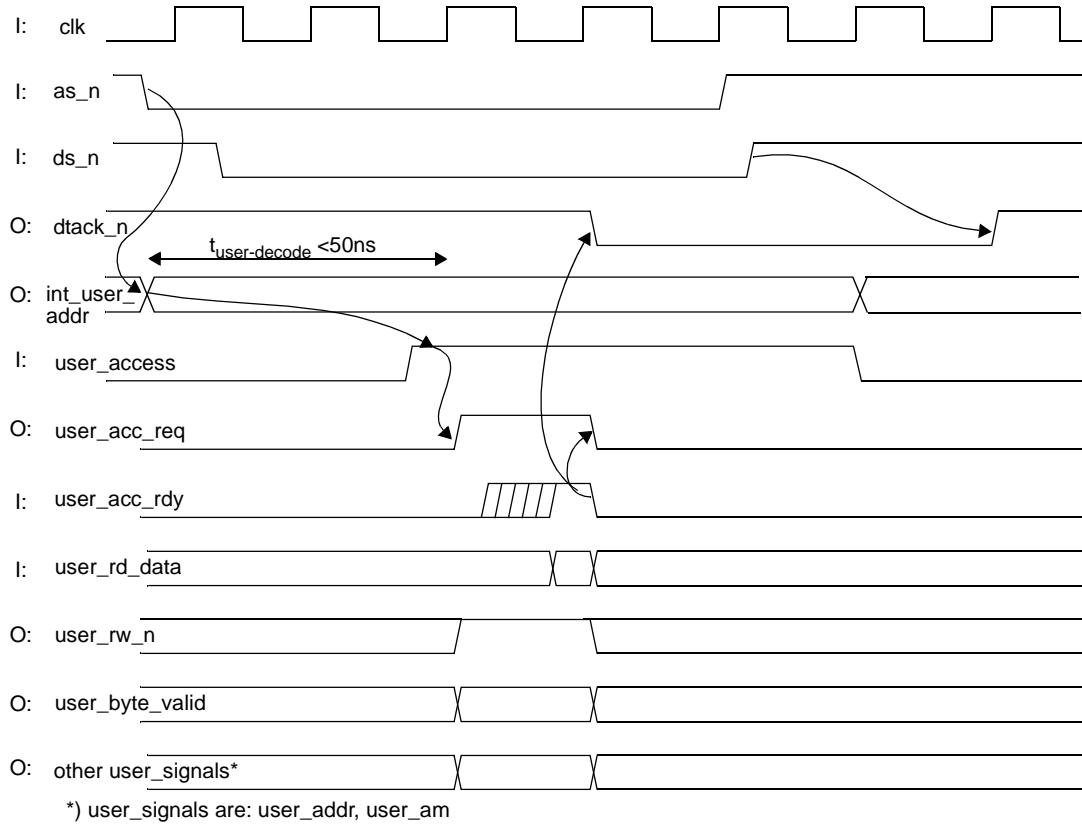 I: clk
I: as_n
I: ds_n
O: dtack_n
tuser-decode <50ns
O: int_user_
addr
I: user_access
O: user_acc_req
I: user_acc_rdy
I: user_rd_data
O: user_rw_n
O: user_byte_valid
O: other user_signals*
*) user_signals are: user_addr, user_am